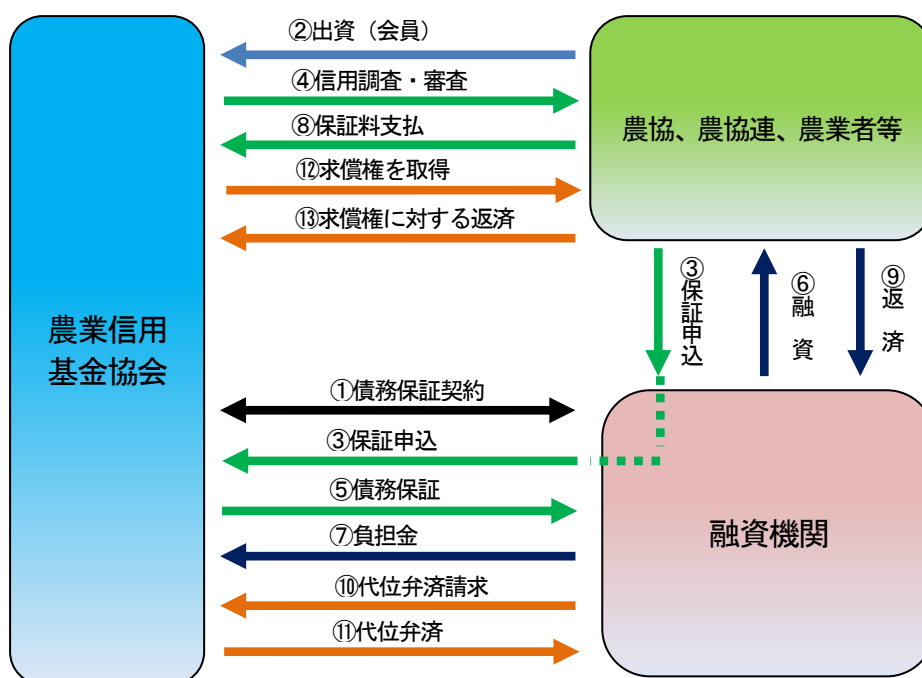 ②出資（会員）
④信用調査・審査
⑧保証料支払
⑫求償権を取得
⑬求償権に対する返済
農協、農協連、農業者等
③保証申込
⑥融　資
⑨返　済
農業信用
基金協会
①債務保証契約
③保証申込
⑤債務保証
⑦負担金
⑩代位弁済請求
⑪代位弁済
融資機関